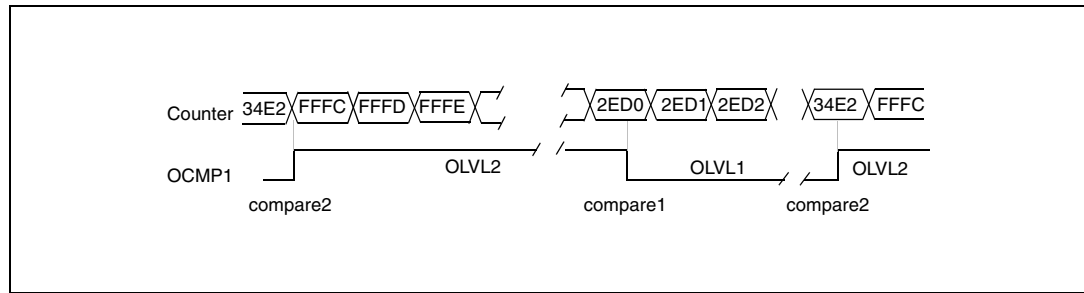 Counter 34E2 FFFC FFFD FFFE 2ED0 2ED1 2ED2 34E2 FFFC
OCMP1 OLVL2 OLVL1 OLVL2
compare2 compare1 compare2